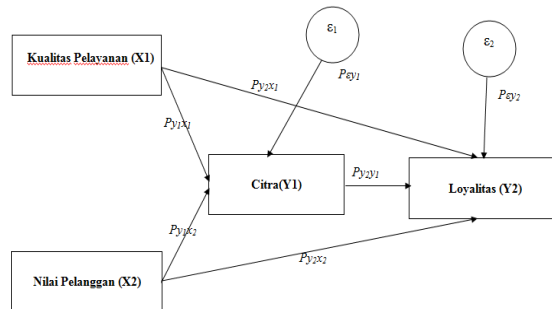 ε1
ε2
Kualitas Pelayanan (X1)
Pεy1
Py2x1
Pεy2
Py1x1
Citra(Y1)
Py2y1
Loyalitas (Y2)
Py1x2
Py2x2
Nilai Pelanggan (X2)